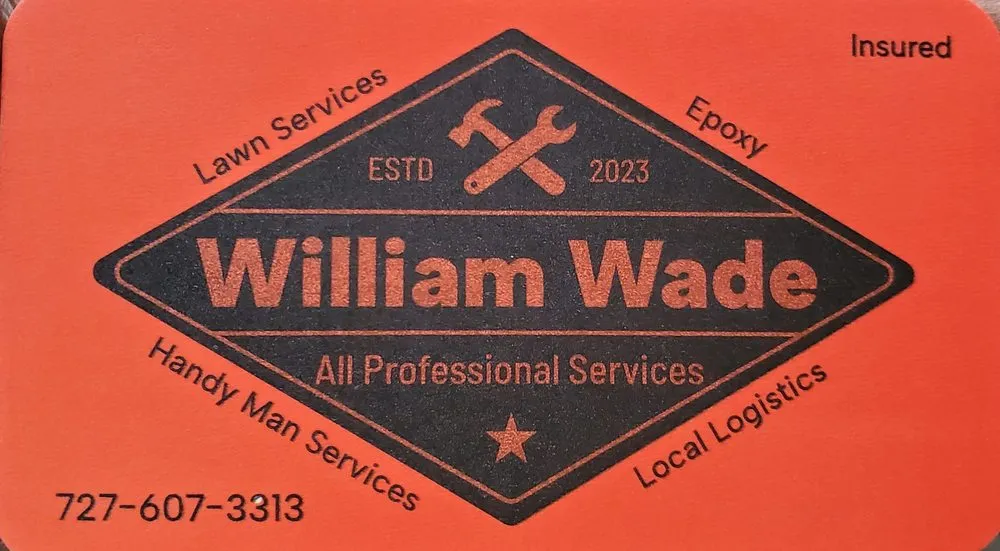 Insured
Lawn Services
Epoxy
ESTD 2023
William Wade
All Professional Services
Handy Man Services
Local Logistics
727-607-3313